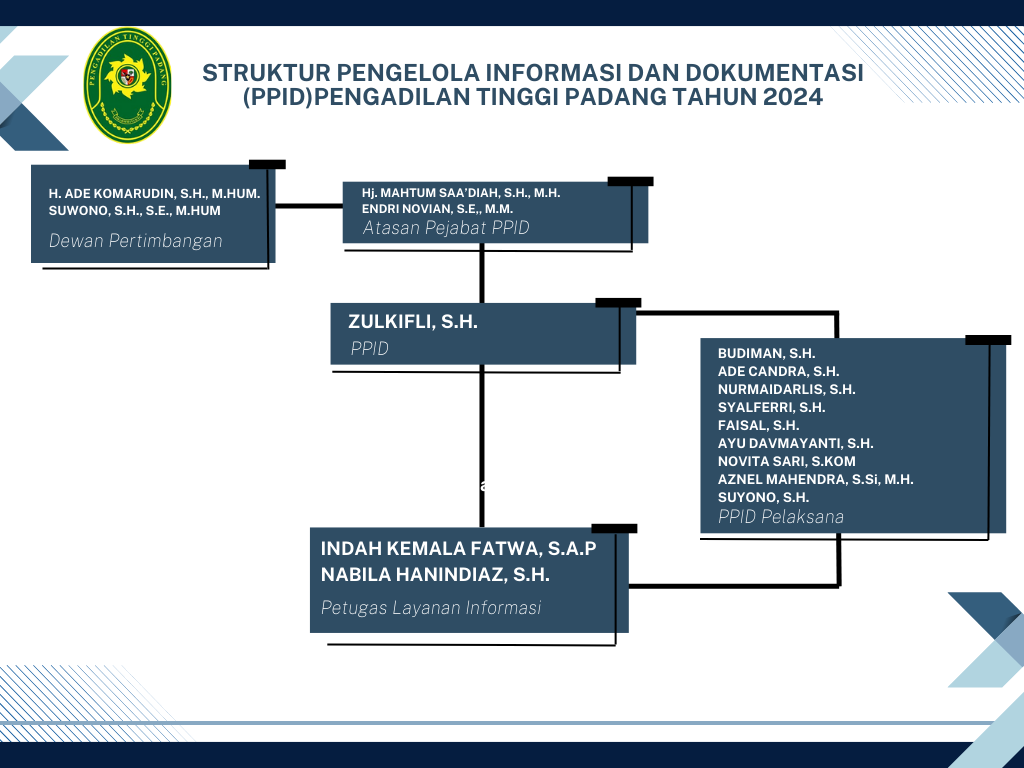 PENGADILAN TINGGI PADANG
STRUKTUR PENGELOLA INFORMASI DAN DOKUMENTASI
(PPID)PENGADILAN TINGGI PADANG TAHUN 2024
H. ADE KOMARUDIN, S.H., M.HUM.
SUWONO, S.H., S.E., M.HUM
Dewan Pertimbangan
Hj. MAHTUM SAA’DIAH, S.H., M.H.
ENDRI NOVIAN, S.E,, M.M.
Atasan Pejabat PPID
ZULKIFLI, S.H.
PPID
BUDIMAN, S.H.
ADE CANDRA, S.H.
NURMAIDARLIS, S.H.
SYALFERRI, S.H.
FAISAL, S.H.
AYU DAVMAYANTI, S.H.
NOVITA SARI, S.KOM
AZNEL MAHENDRA, S.Si, M.H.
SUYONO, S.H.
PPID Pelaksana
INDAH KEMALA FATWA, S.A.P
NABILA HANINDIAZ, S.H.
Petugas Layanan Informasi